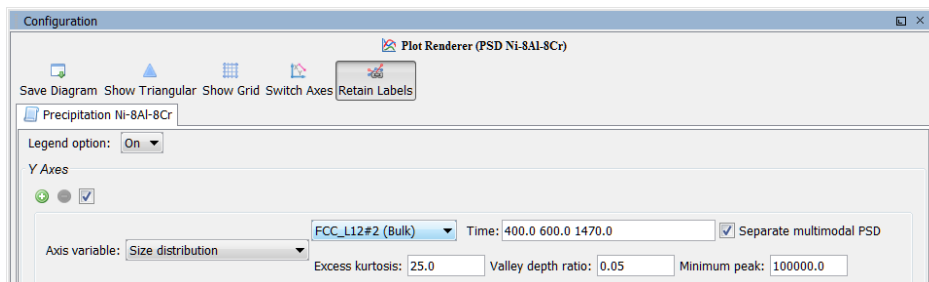 Configuration
Plot Renderer (PSD Ni-8Al-8Cr)
Save Diagram Show Triangular Show Grid Switch Axes Retain Labels
Precipitation Ni-8Al-8Cr
Legend option: On
Y Axes
Axis variable: Size distribution FCC_L12#2 (Bulk) Time: 400.0 600.0 1470.0 Separate multimodal PSD
Excess kurtosis: 25.0 Valley depth ratio: 0.05 Minimum peak: 100000.0